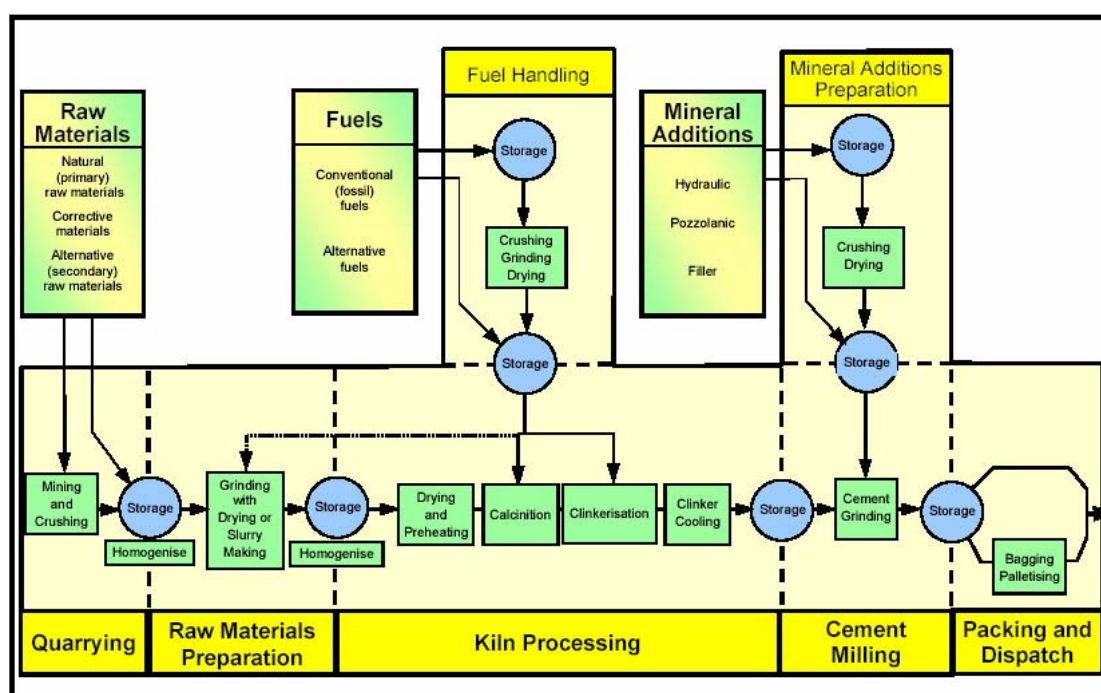 Fuel Handling
Mineral Additions
Preparation
Raw
Materials
Natural
(primary)
raw materials
Corrective
materials
Alternative
(secondary)
raw materials
Fuels
Conventional
(fossil)
fuels
Alternative
fuels
Storage
Crushing
Grinding
Drying
Storage
Mineral
Additions
Hydraulic
Pozzolanic
Filler
Storage
Crushing
Drying
Storage
Mining
and
Crushing
Storage
Homogenise
Grinding
with
Drying or
Slurry
Making
Storage
Homogenise
Drying
and
Preheating
Calcinition
Clinkerisation
Clinker
Cooling
Storage
Cement
Grinding
Storage
Bagging
Palletising
Quarrying
Raw Materials
Preparation
Kiln Processing
Cement
Milling
Packing and
Dispatch